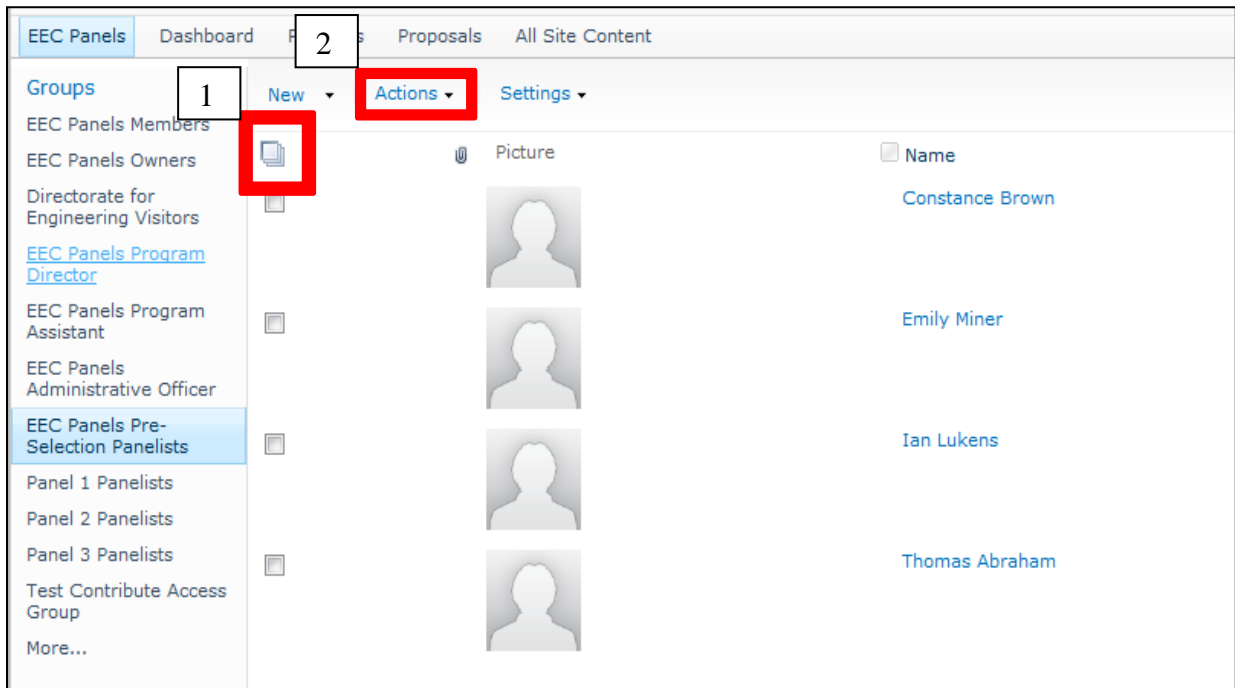 EEC Panels Dashboard Proposals All Site Content
2
Groups
1
New Actions Settings
EEC Panels Members
EEC Panels Owners
Directorate for
Engineering Visitors
EEC Panels Program
Director
EEC Panels Program
Assistant
EEC Panels
Administrative Officer
EEC Panels Pre-
Selection Panelists
Panel 1 Panelists
Panel 2 Panelists
Panel 3 Panelists
Test Contribute Access
Group
More...
Picture Name
Constance Brown
Emily Miner
Ian Lukens
Thomas Abraham